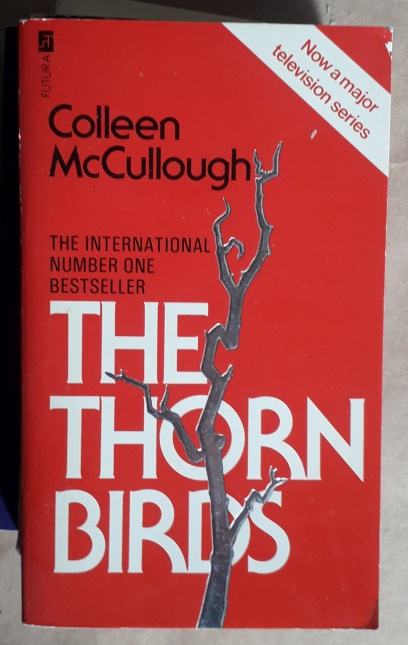 FUTURA
Now a major
television series
Colleen
McCullough
THE INTERNATIONAL
NUMBER ONE
BESTSELLER
THE
THORN
BIRDS